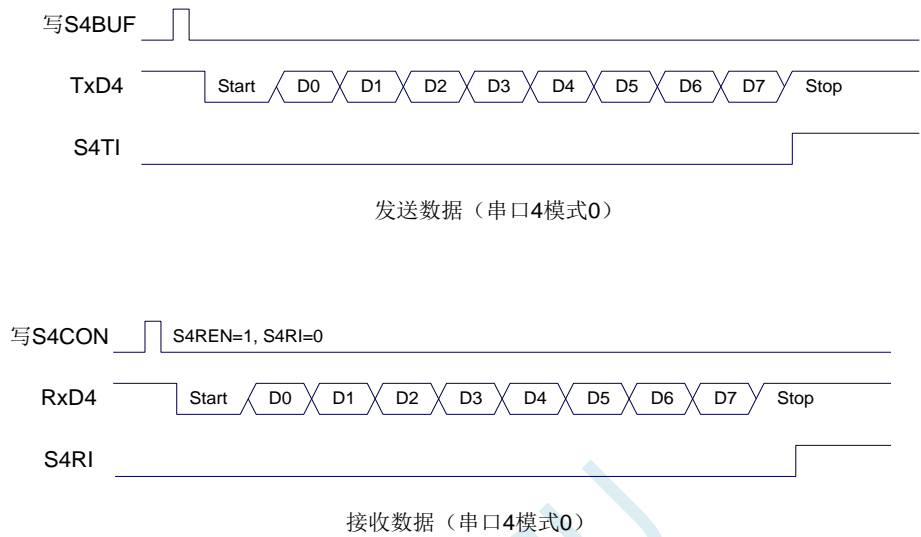 写S4BUF
TxD4 Start D0 D1 D2 D3 D4 D5 D6 D7 Stop
S4TI
发送数据（串口4模式0）
写S4CON S4REN=1, S4RI=0
RxD4 Start D0 D1 D2 D3 D4 D5 D6 D7 Stop
S4RI
接收数据（串口4模式0）